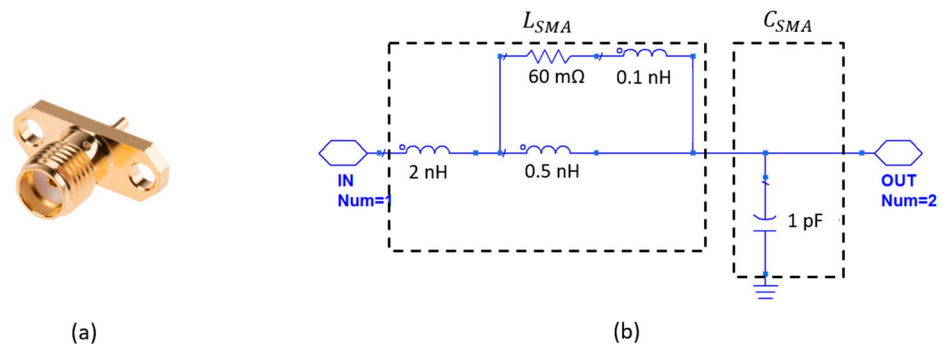 L_SMA
C_SMA
60 mΩ
0.1 nH
2 nH
0.5 nH
IN
Num=1
OUT
Num=2
1 pF
(a)
(b)